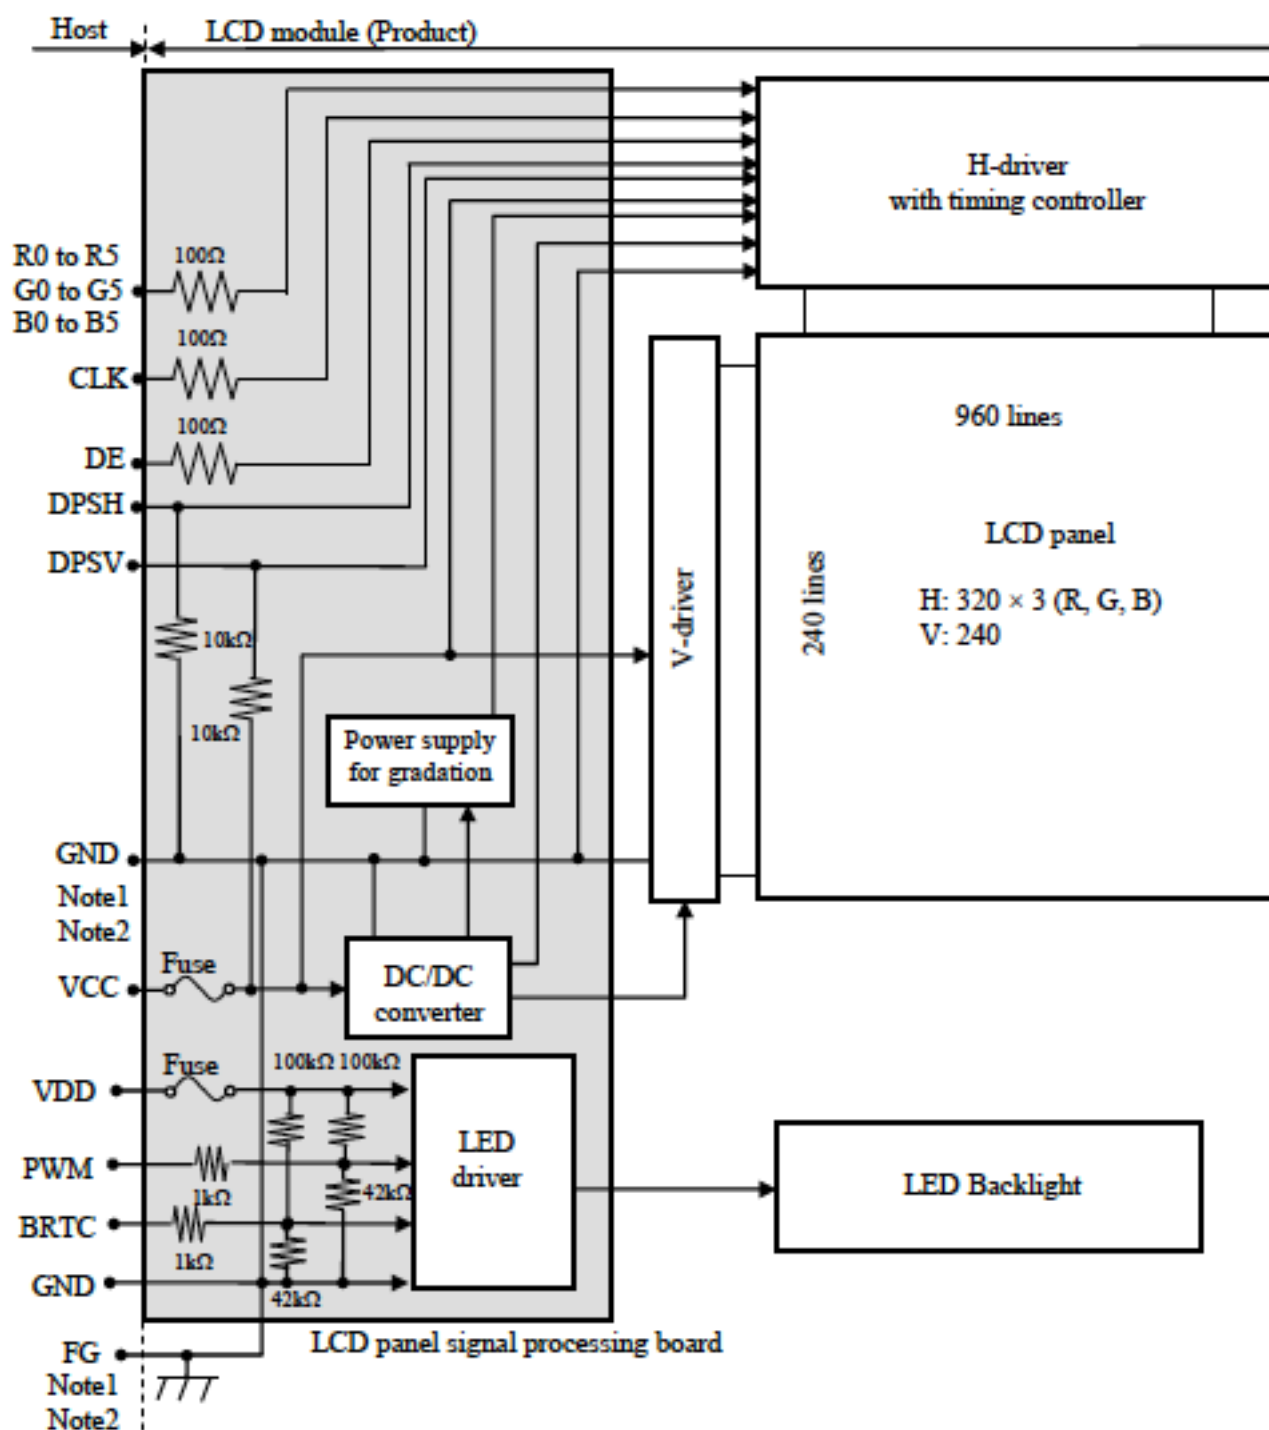 Host
LCD module (Product)
H-driver
with timing controller
R0 to R5
G0 to G5
B0 to B5
100Ω
CLK
100Ω
DE
100Ω
DPSH
DPSV
10kΩ
10kΩ
V-driver
960 lines
240 lines
LCD panel
H: 320 × 3 (R, G, B)
V: 240
Power supply
for gradation
GND
Note1
Note2
VCC
Fuse
DC/DC
converter
VDD
Fuse
100kΩ 100kΩ
PWM
1kΩ
42kΩ
BRTC
1kΩ
42kΩ
GND
LED
driver
LED Backlight
LCD panel signal processing board
FG
Note1
Note2